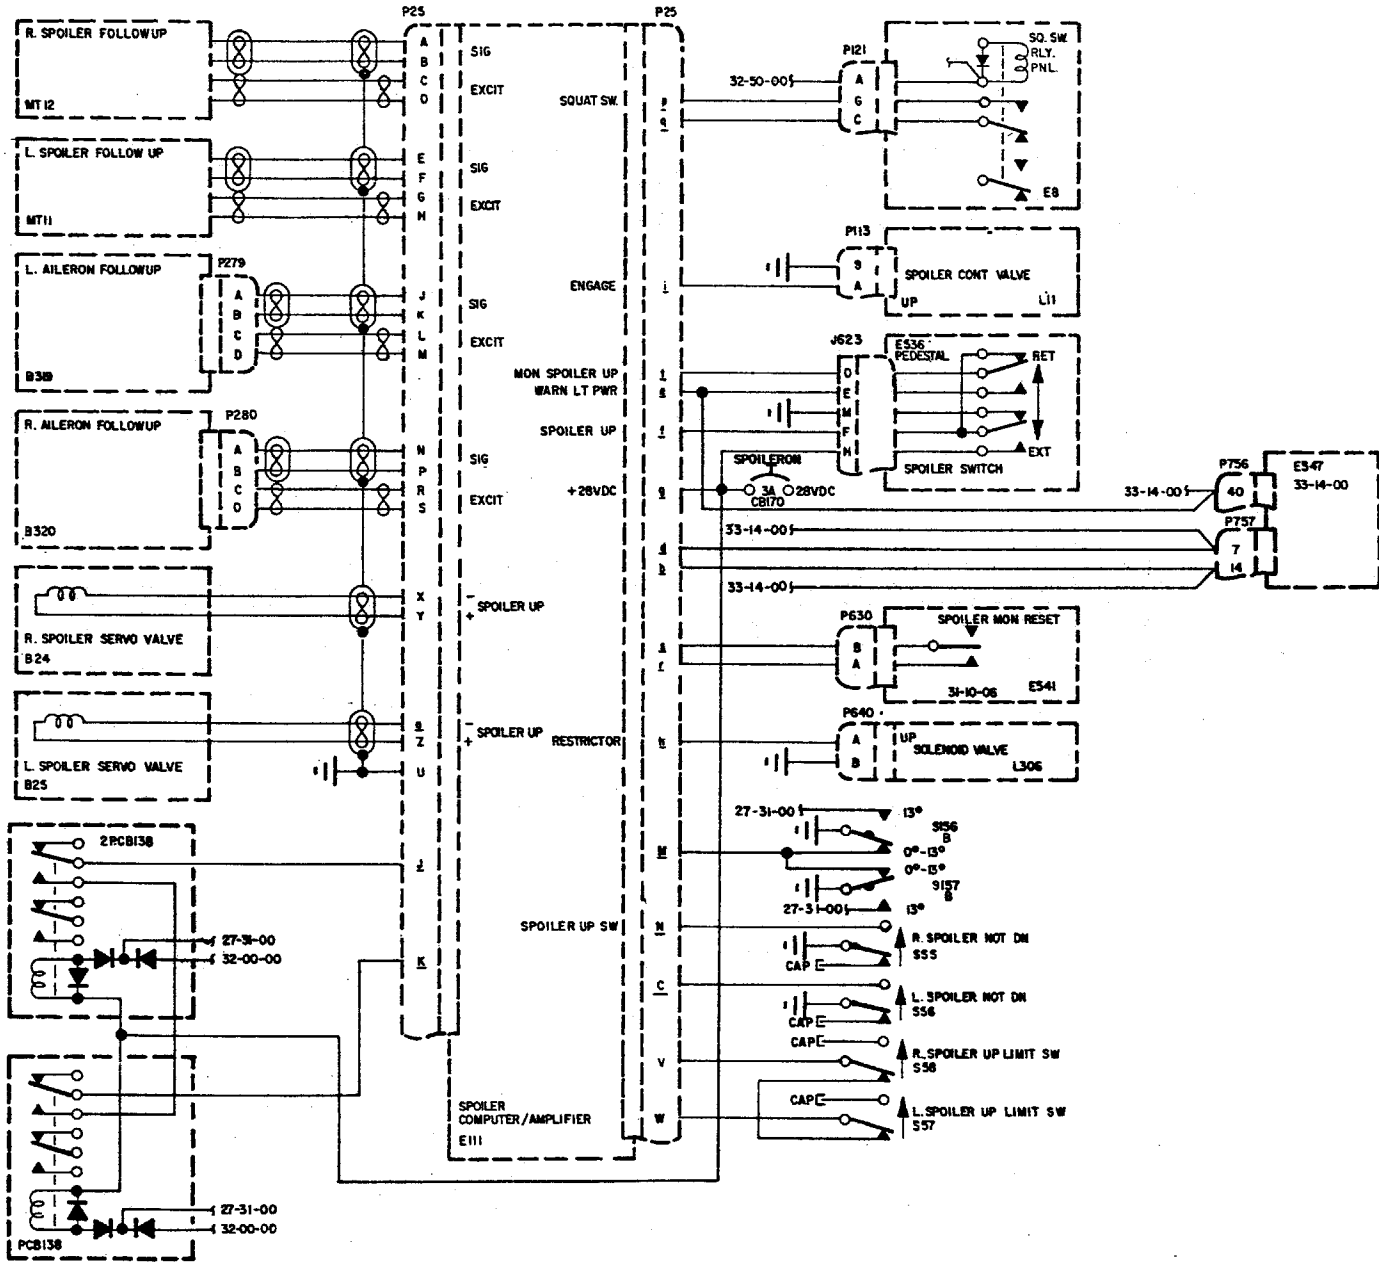 P25
P25
R. SPOILER FOLLOWUP
MT12
A
B
C
D
SIG
EXCIT
L. SPOILER FOLLOW UP
MT11
E
F
G
H
SIG
EXCIT
L. AILERON FOLLOWUP
B319
P279
A
B
C
D
J
K
L
M
SIG
EXCIT
R. AILERON FOLLOWUP
B320
P280
A
B
C
D
N
P
R
S
SIG
EXCIT
R. SPOILER SERVO VALVE
B24
X
Y
-
+
SPOILER UP
L. SPOILER SERVO VALVE
B25
a
Z
U
-
+
SPOILER UP
2PCB138
J
27-31-00
32-00-00
K
PCB138
27-31-00
32-00-00
SPOILER
COMPUTER/AMPLIFIER
E111
SQUAT SW.
ENGAGE
MON SPOILER UP
WARN LT PWR
SPOILER UP
+28VDC
RESTRICTOR
SPOILER UP SW
i
d
b
r
h
M
N
C
V
W
32-50-00
P121
A
G
C
SQ. SW.
RLY.
PNL.
E8
P113
A
SPOILER CONT VALVE
UP
L11
J623
D
E
M
F
H
E536
PEDESTAL
RET
EXT
SPOILER SWITCH
SPOILERON
3A
28VDC
CB170
33-14-00
P756
40
E547
33-14-00
33-14-00
P757
7
14
33-14-00
P630
B
A
SPOILER MON RESET
31-10-06
E541
P640
A
B
UP
SOLENOID VALVE
L306
27-31-00
13°
S156
B
0°-13°
0°-13°
S157
B
27-31-00
13°
R. SPOILER NOT DN
S55
CAP
L. SPOILER NOT DN
S56
CAP
CAP
R. SPOILER UP LIMIT SW
S58
CAP
L. SPOILER UP LIMIT SW
S57